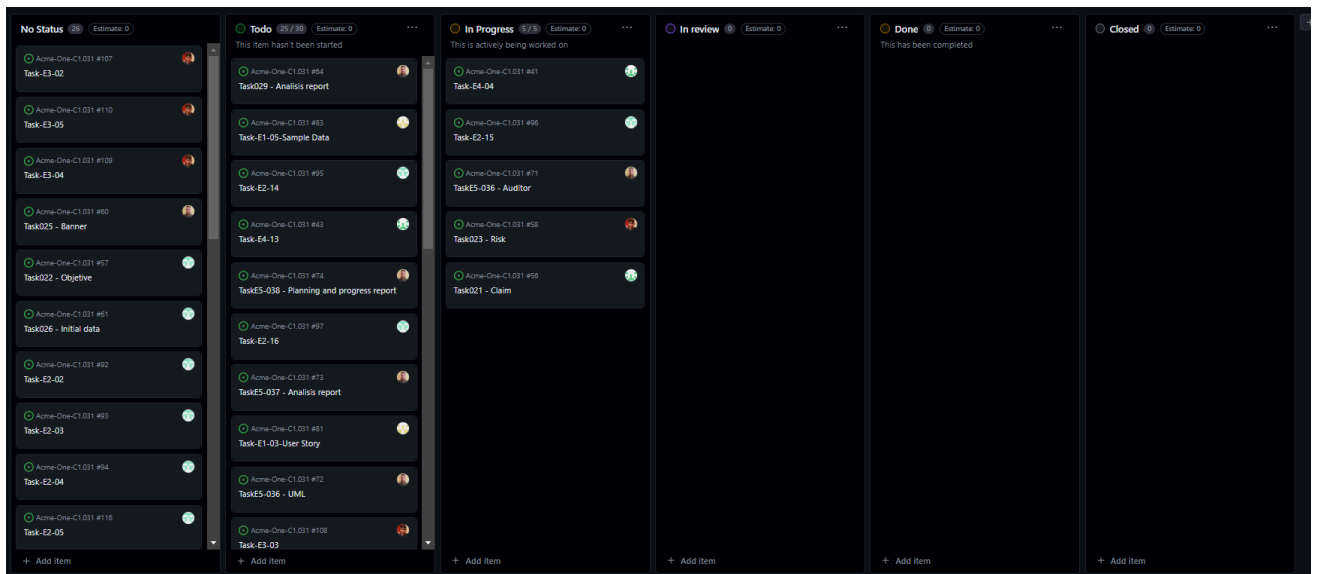 No Status 26 Estimate: 0
Acme-One-C1.031 #107
Task-E3-02
Acme-One-C1.031 #110
Task-E3-05
Acme-One-C1.031 #109
Task-E3-04
Acme-One-C1.031 #60
Task025 - Banner
Acme-One-C1.031 #57
Task022 - Objetive
Acme-One-C1.031 #61
Task026 - Initial data
Acme-One-C1.031 #92
Task-E2-02
Acme-One-C1.031 #93
Task-E2-03
Acme-One-C1.031 #94
Task-E2-04
Acme-One-C1.031 #116
Task-E2-05
+ Add item
Todo 25 / 30 Estimate: 0
This item hasn't been started
Acme-One-C1.031 #64
Task029 - Analisis report
Acme-One-C1.031 #83
Task-E1-05-Sample Data
Acme-One-C1.031 #95
Task-E2-14
Acme-One-C1.031 #43
Task-E4-13
Acme-One-C1.031 #74
TaskE5-038 - Planning and progress report
Acme-One-C1.031 #97
Task-E2-16
Acme-One-C1.031 #73
TaskE5-037 - Analisis report
Acme-One-C1.031 #81
Task-E1-03-User Story
Acme-One-C1.031 #72
TaskE5-036 - UML
Acme-One-C1.031 #108
Task-E3-03
+ Add item
In Progress 5 / 5 Estimate: 0
This is actively being worked on
Acme-One-C1.031 #41
Task-E4-04
Acme-One-C1.031 #96
Task-E2-15
Acme-One-C1.031 #71
TaskE5-036 - Auditor
Acme-One-C1.031 #58
Task023 - Risk
Acme-One-C1.031 #56
Task021 - Claim
+ Add item
In review 0 Estimate: 0
+ Add item
Done 0 Estimate: 0
This has been completed
+ Add item
Closed 0 Estimate: 0
+ Add item